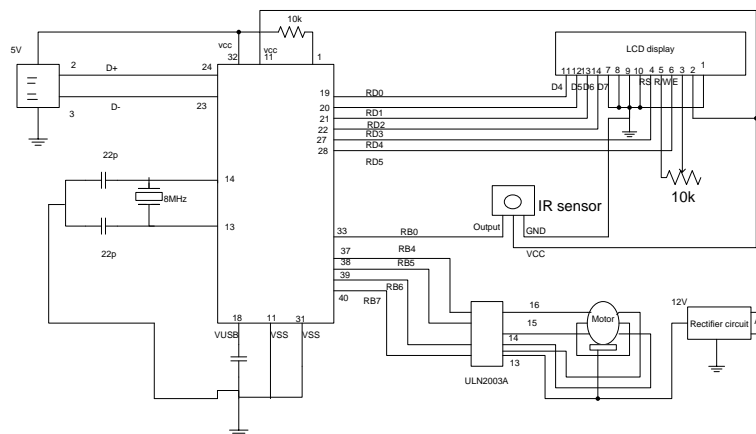 10k
5V
vcc
vcc
32
11
1
LCD display
2
D+
24
3
D-
23
11 12 13 14 7 8 9 10 4 5 6 3 2 1
D4 D5 D6 D7 RS R/W E
19
RD0
20
21
RD1
22
RD2
27
RD3
28
RD4
RD5
10k
22p
14
8MHz
13
22p
IR sensor
Output
GND
VCC
33
RB0
37
RB4
38
RB5
39
RB6
40
RB7
16
15
14
13
Motor
12V
Rectifier circuit
ULN2003A
18
11
31
VUSB
VSS
VSS